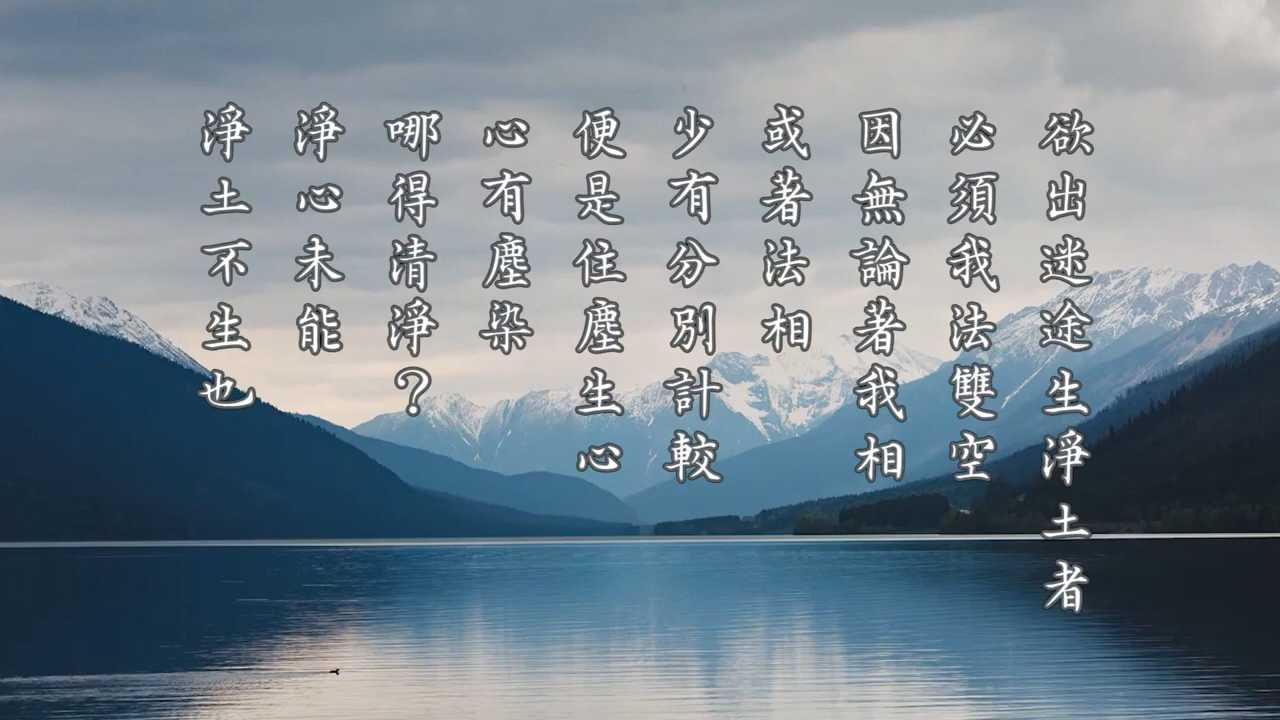 欲出迷途生淨土者
必須我法雙空
因無論著我相
或著法相
少有分別計較
便是住塵生心
心有塵染
哪得清淨？
淨心未能
淨土不生也